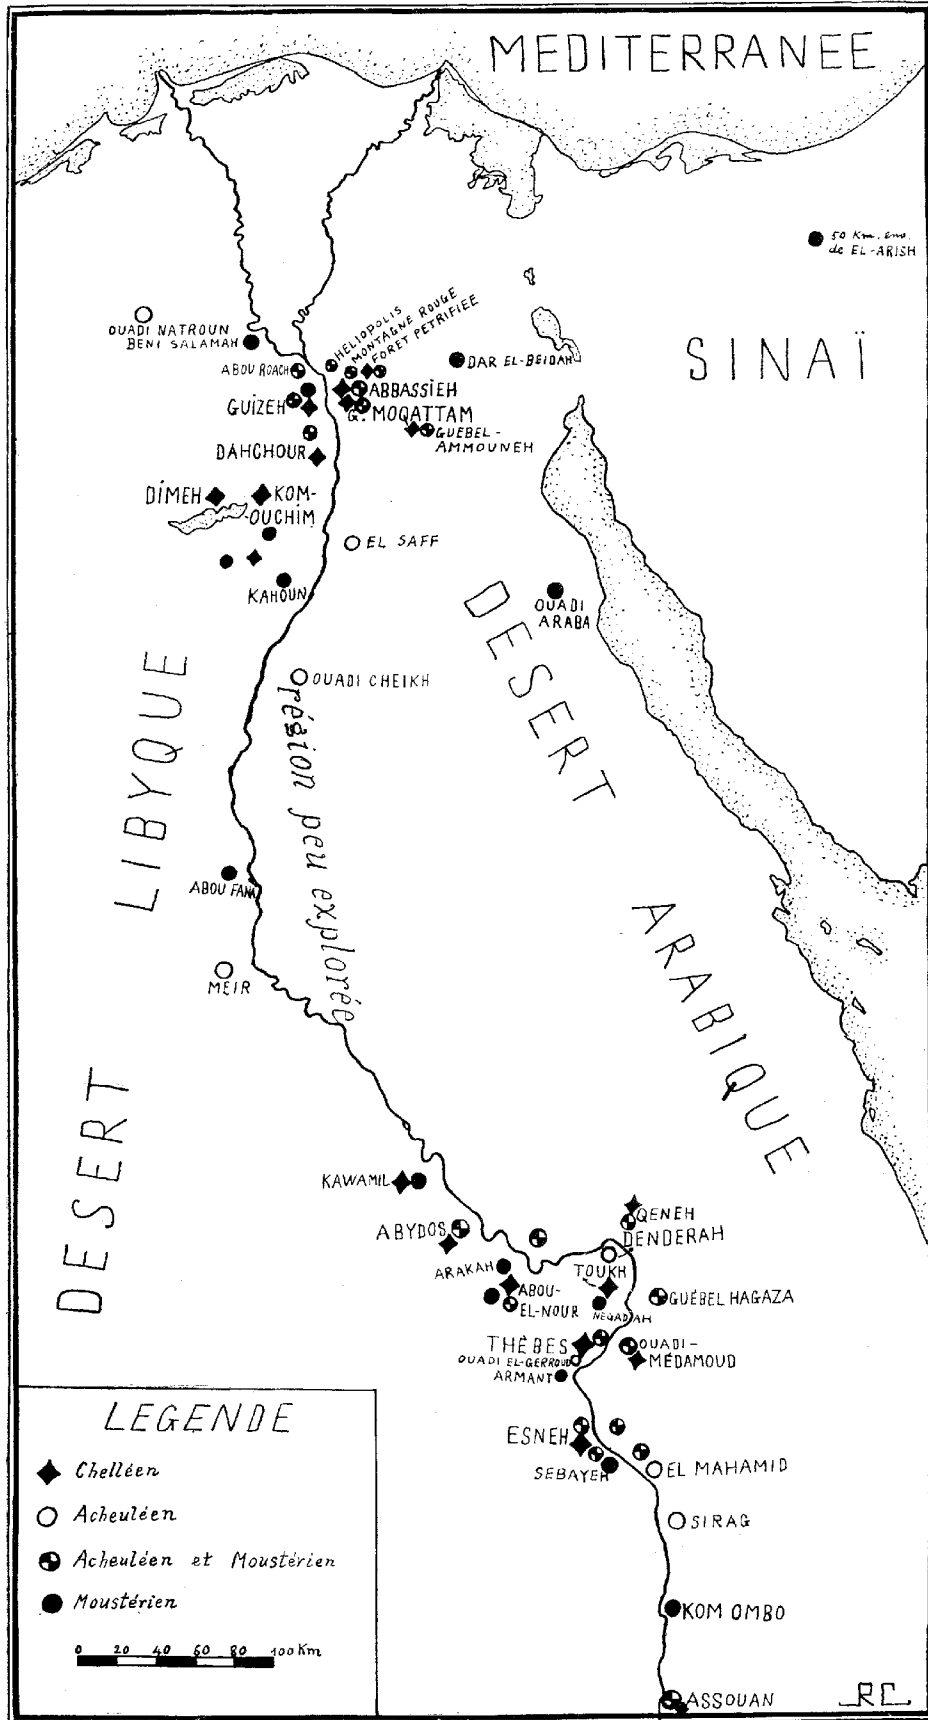 MEDITERRANEE
50 Km. env.
de EL-ARISH
OUADI NATROUN
BENI SALAMAH
HELIOPOLIS
MONTAGNE ROUGE
FORET PETRIFIEE
DAR EL-BEIDAH
SINAÏ
ABOU ROACH
ABBASSIEH
GUIZEH
G. MOQATTAM
GUEBEL-
AMMOUNEH
DAHCHOUR
DIMEH
KOM-
-OUCHIM
EL SAFF
KAHOUN
OUADI
ARABA
OUADI CHEIKH
région peu explorée
DESERT LIBYQUE
DESERT ARABIQUE
ABOU FANA
MEIR
KAWAMIL
ABYDOS
QENEH
DENDERAH
ARAKAH
TOUKH
ABOU-
EL-NOUR
NEGADAH
GUÉBEL HAGAZA
THÈBES
OUADI-
MÉDAMOUD
OUADI EL-GERROUD
ARMANT
ESNEH
SEBAYEH
EL MAHAMID
SIRAG
KOM OMBO
ASSOUAN
RC
LEGENDE
Chelléen
Acheuléen
Acheuléen et Moustérien
Moustérien
0 20 40 60 80 100 Km